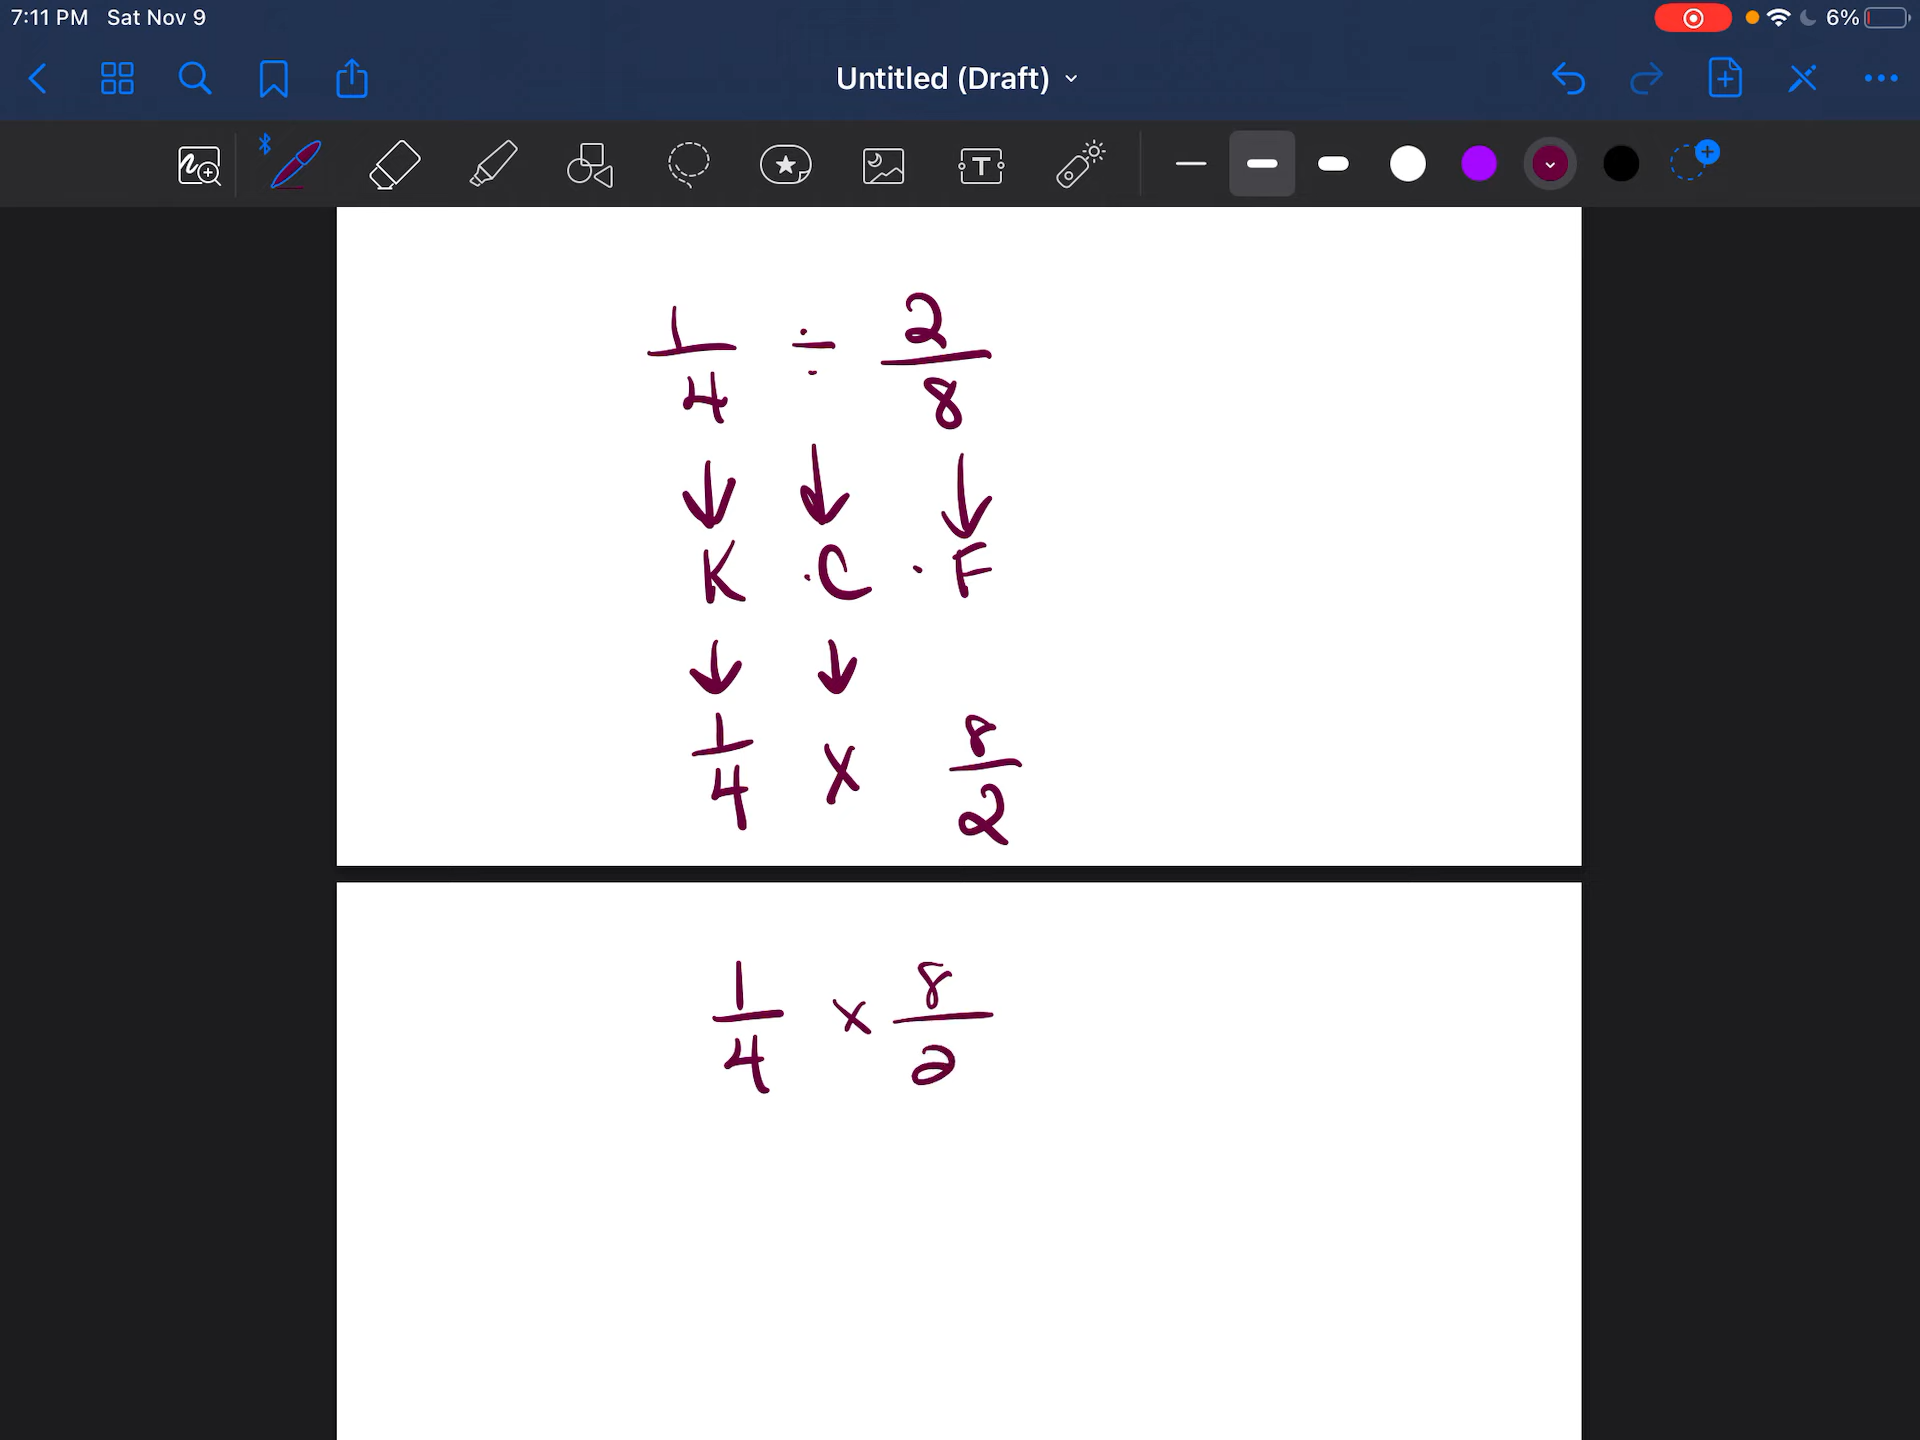 7:11 PM Sat Nov 9 6%
Untitled (Draft)
T
1/4 ÷ 2/8
K .C . F
1/4 x 8/2
1/4 x 8/2